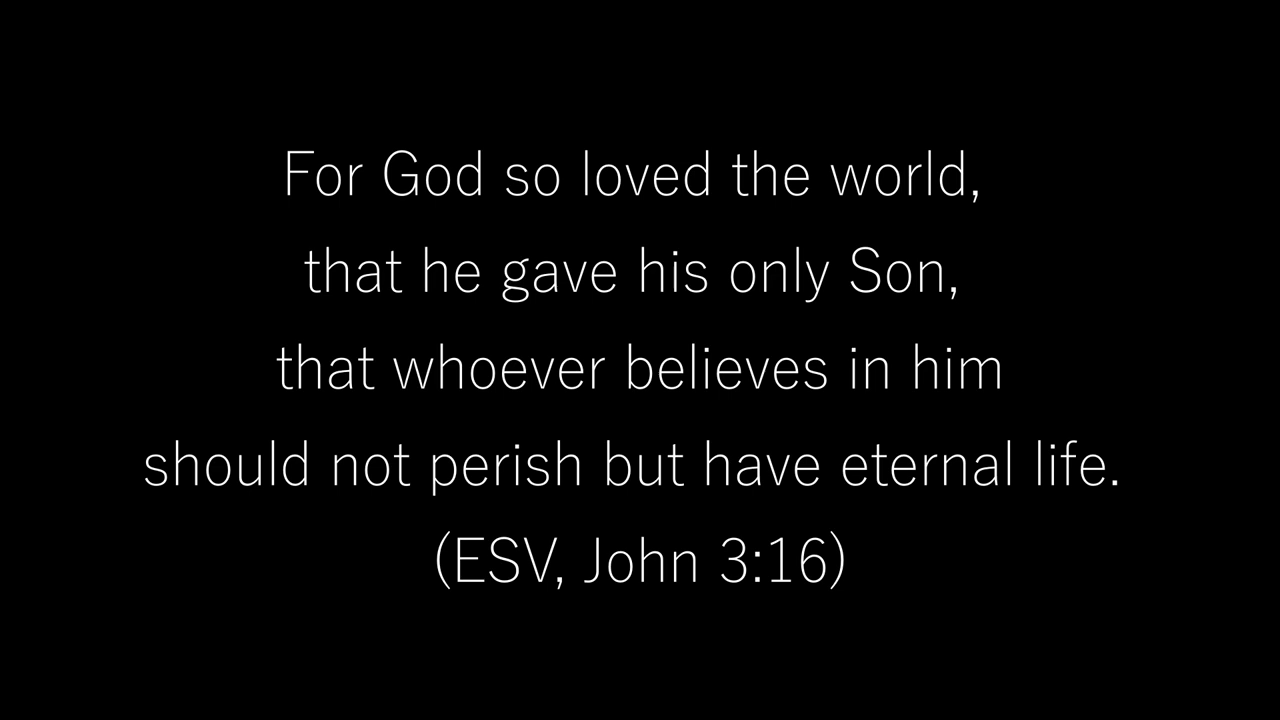 For God so loved the world,
that he gave his only Son,
that whoever believes in him
should not perish but have eternal life.
(ESV, John 3:16)